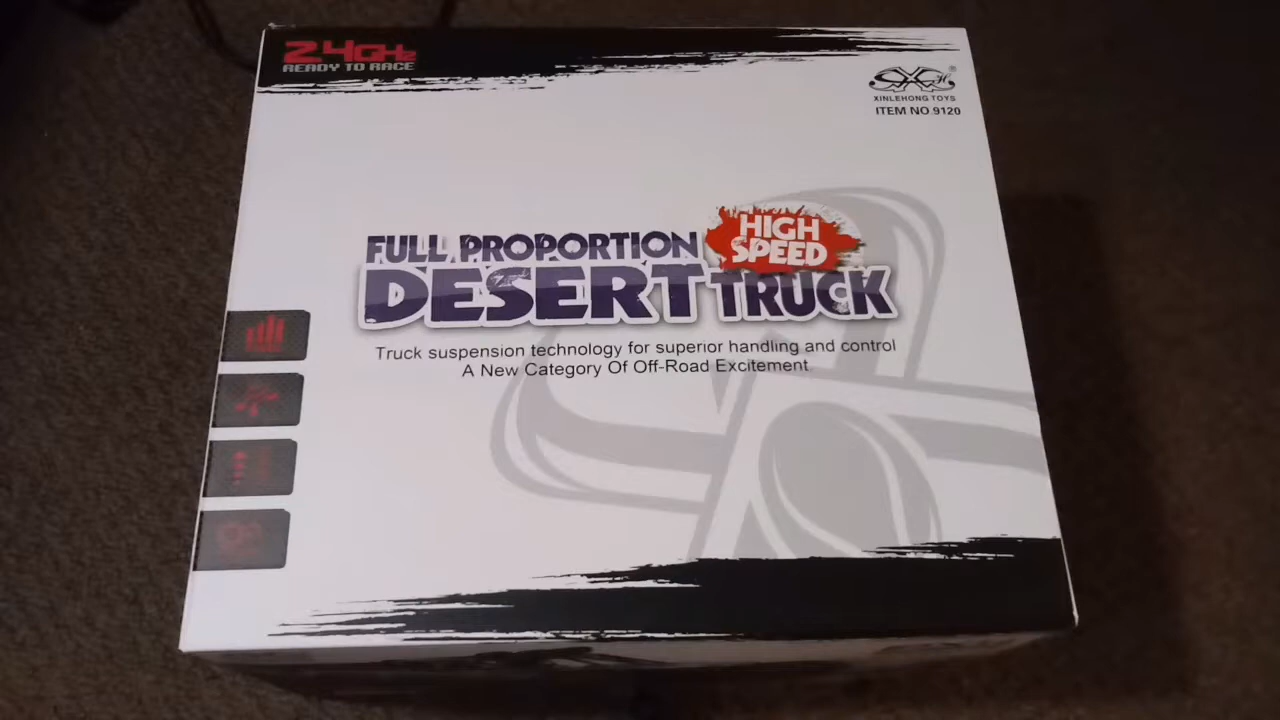 2.4GHz
READY TO RACE
XINLEHONG TOYS
ITEM NO.9120
HIGH
SPEED
FULL PROPORTION
DESERT TRUCK
Truck suspension technology for superior handling and control
A New Category Of Off-Road Excitement